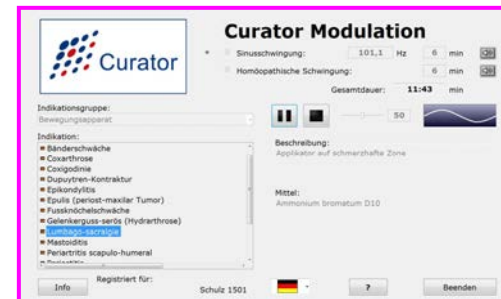 Curator Modulation
Curator
Sinusschwingung: 101,1 Hz 6 min
Homöopathische Schwingung: 6 min
Gesamtdauer: 11:43 min
Indikationsgruppe:
Bewegungsapparat
50
Indikation:
Bänderschwäche
Coxarthrose
Coxigodinie
Dupuytren-Kontraktur
Epikondylitis
Epulis (periost-maxilar Tumor)
Fussknöchelschwäche
Gelenkerguss-serös (Hydrarthrose)
Lumbago-sacralgie
Mastoiditis
Periartritis scapulo-humeral
Beschreibung:
Applikator auf schmerzhafte Zone
Mittel:
Ammonium bromatum D10
Info
Registriert für:
Schulz 1501
?
Beenden